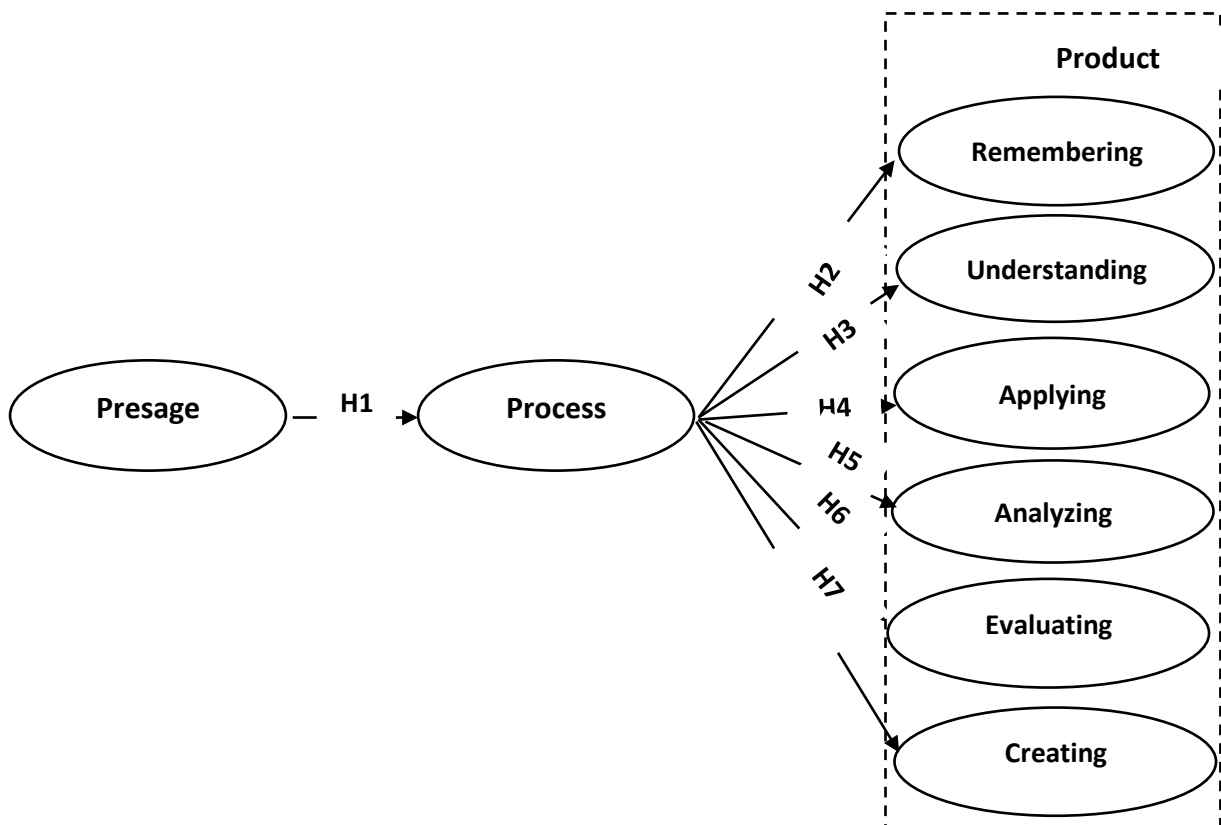 Product
Remembering
H2
Understanding
H3
Presage
H1
Process
H4
Applying
H5
Analyzing
H6
H7
Evaluating
Creating